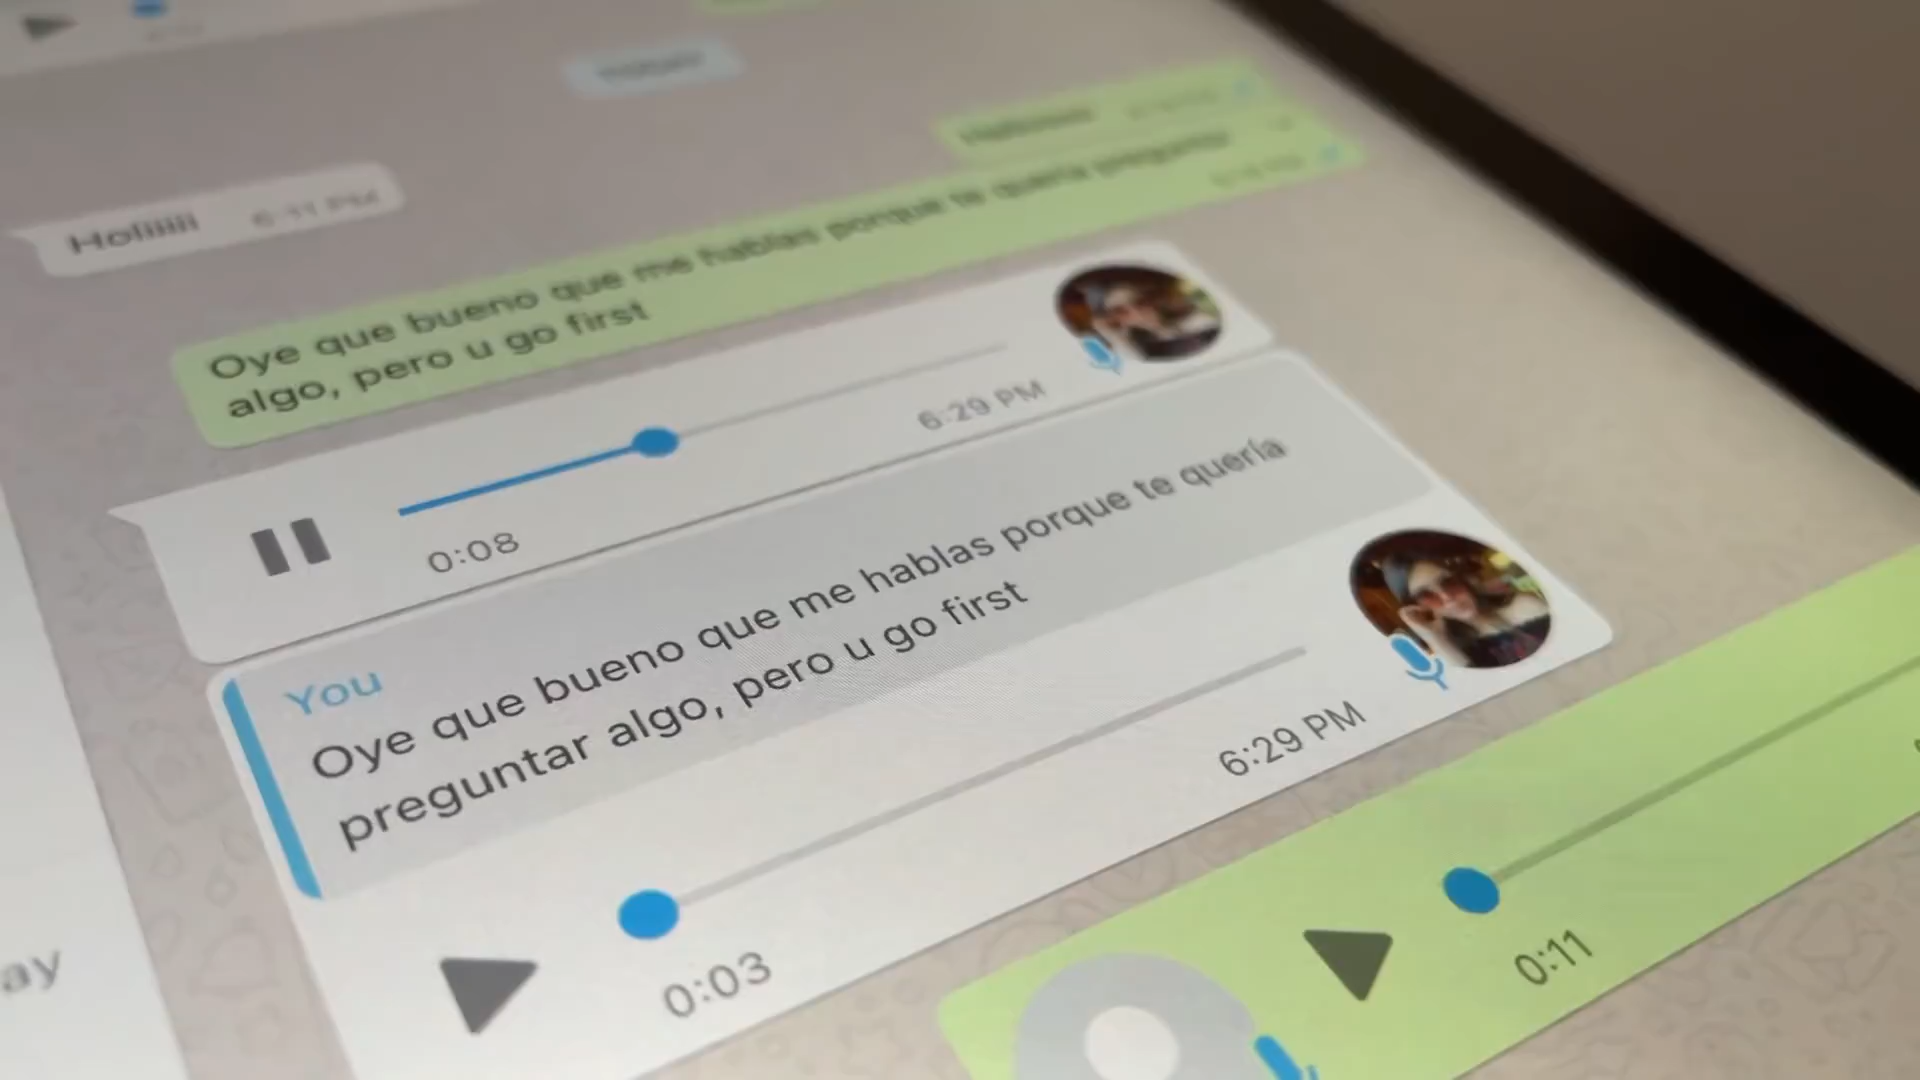 Holiiiii 6:11 PM
Oye que bueno que me hablas porque te quería preguntar
algo, pero u go first
0:08
6:29 PM
You
Oye que bueno que me hablas porque te quería
preguntar algo, pero u go first
0:03
6:29 PM
0:11
ay